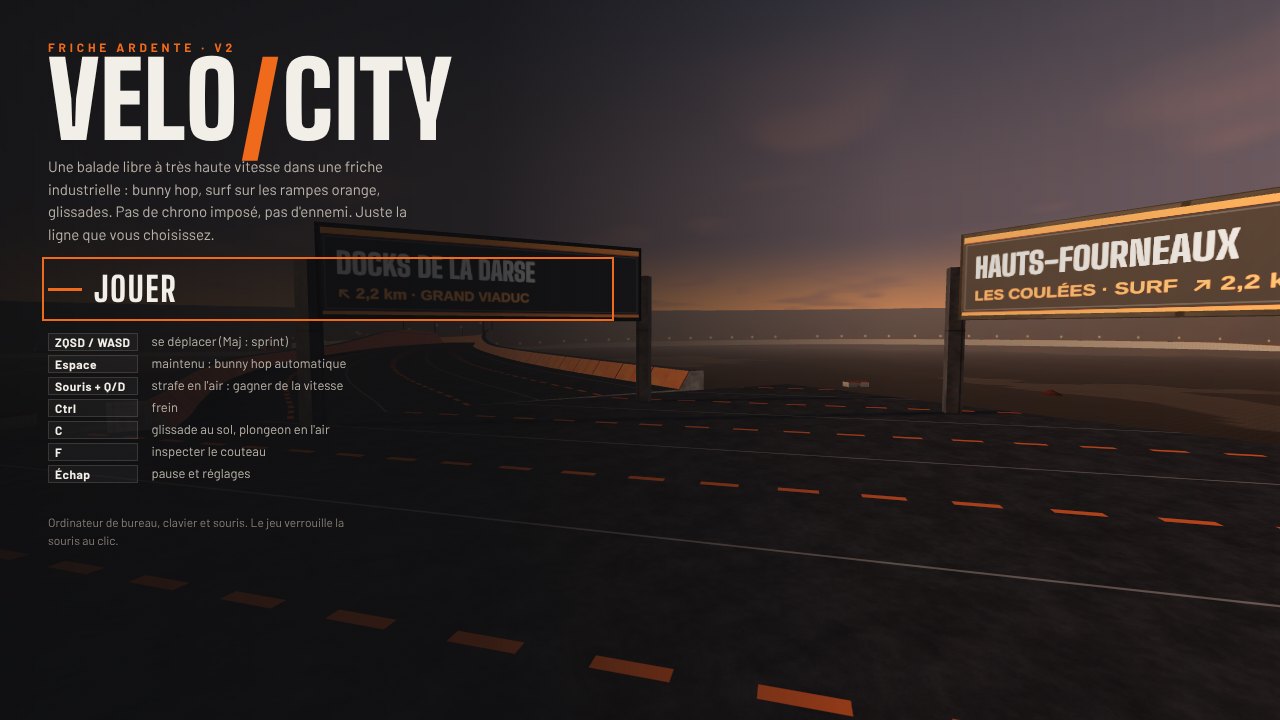 FRICHE ARDENTE · V2
VELO/CITY
Une balade libre à très haute vitesse dans une friche
industrielle : bunny hop, surf sur les rampes orange,
glissades. Pas de chrono imposé, pas d'ennemi. Juste la
ligne que vous choisissez.
DOCKS DE LA DARSE
↖ 2,2 km · GRAND VIADUC
HAUTS-FOURNEAUX
LES COULÉES · SURF ↗ 2,2 k
JOUER
ZQSD / WASD se déplacer (Maj : sprint)
Espace maintenu : bunny hop automatique
Souris + Q/D strafe en l'air : gagner de la vitesse
Ctrl frein
C glissade au sol, plongeon en l'air
F inspecter le couteau
Échap pause et réglages
Ordinateur de bureau, clavier et souris. Le jeu verrouille la
souris au clic.